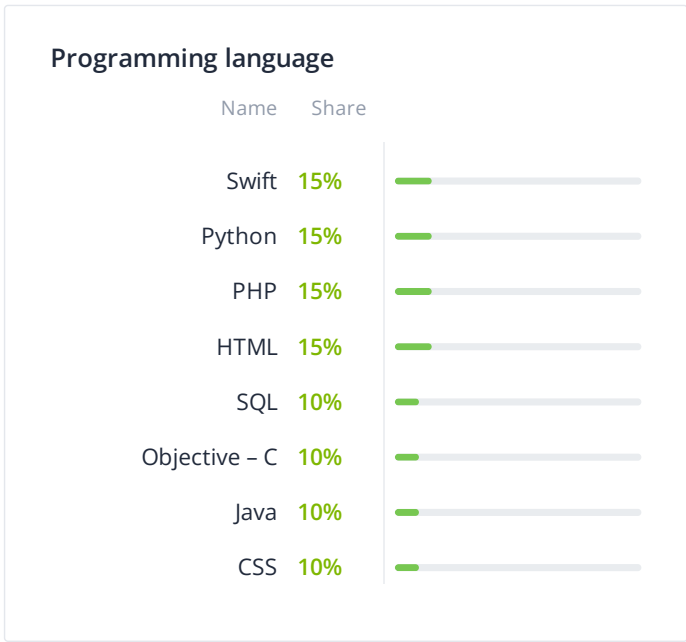 Programming language
Name Share
Swift 15%
Python 15%
PHP 15%
HTML 15%
SQL 10%
Objective – C 10%
Java 10%
CSS 10%